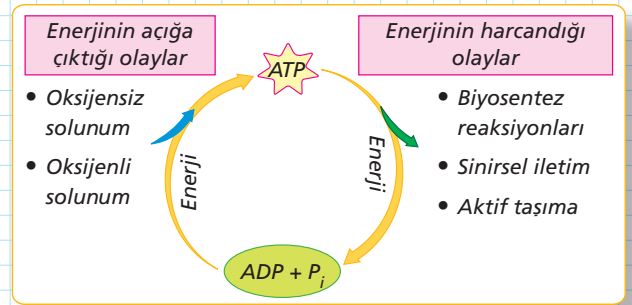 Enerjinin açığa
çıktığı olaylar
• Oksijensiz
solunum
• Oksijenli
solunum
ATP
Enerji
Enerji
ADP + Pi
Enerjinin harcandığı
olaylar
• Biyosentez
reaksiyonları
• Sinirsel iletim
• Aktif taşıma